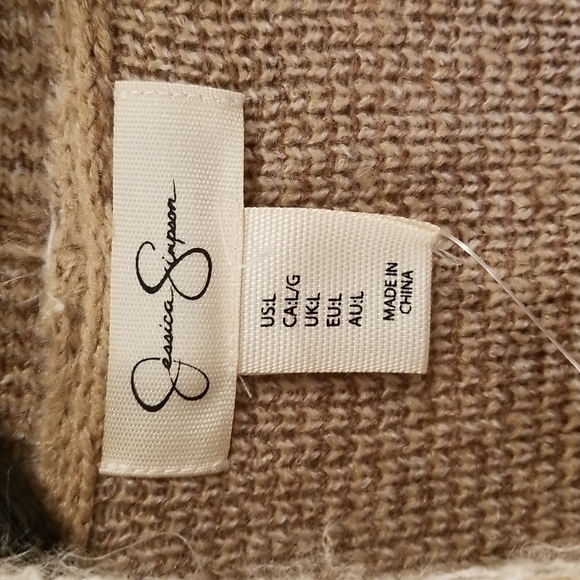 Jessica Simpson
US:L
CA:L/G
UK:L
EU:L
AU:L
MADE IN
CHINA